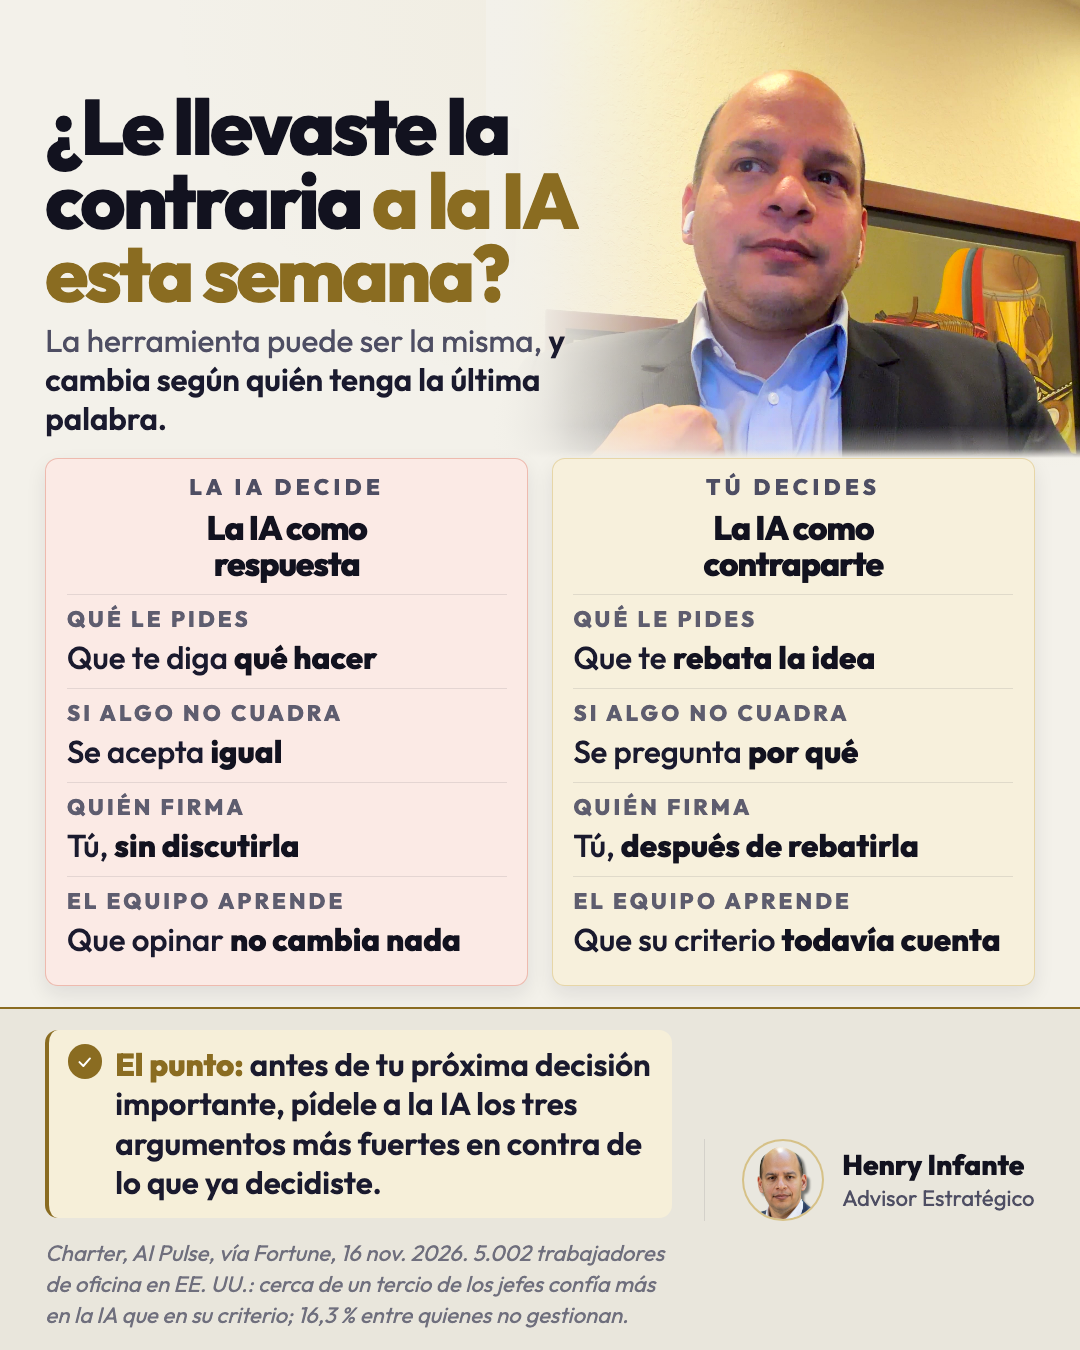 ¿Le llevaste la
contraria a la IA
esta semana?
La herramienta puede ser la misma, y
cambia según quién tenga la última
palabra.
LA IA DECIDE
La IA como
respuesta
QUÉ LE PIDES
Que te diga qué hacer
SI ALGO NO CUADRA
Se acepta igual
QUIÉN FIRMA
Tú, sin discutirla
EL EQUIPO APRENDE
Que opinar no cambia nada
TÚ DECIDES
La IA como
contraparte
QUÉ LE PIDES
Que te rebata la idea
SI ALGO NO CUADRA
Se pregunta por qué
QUIÉN FIRMA
Tú, después de rebatirla
EL EQUIPO APRENDE
Que su criterio todavía cuenta
El punto: antes de tu próxima decisión
importante, pídele a la IA los tres
argumentos más fuertes en contra de
lo que ya decidiste.
Henry Infante
Advisor Estratégico
Charter, AI Pulse, vía Fortune, 16 nov. 2026. 5.002 trabajadores
de oficina en EE. UU.: cerca de un tercio de los jefes confía más
en la IA que en su criterio; 16,3 % entre quienes no gestionan.